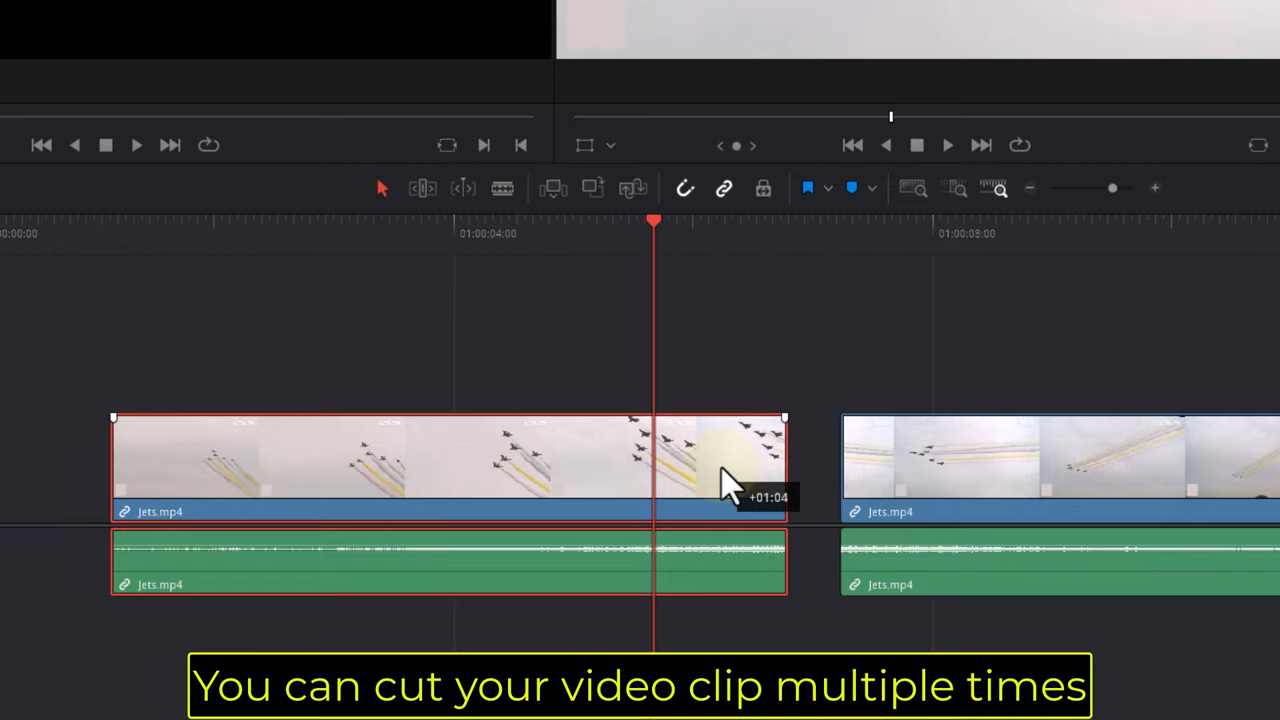 00:00:00
01:00:04:00
01:00:08:00
+01:04
Jets.mp4
Jets.mp4
Jets.mp4
Jets.mp4
You can cut your video clip multiple times